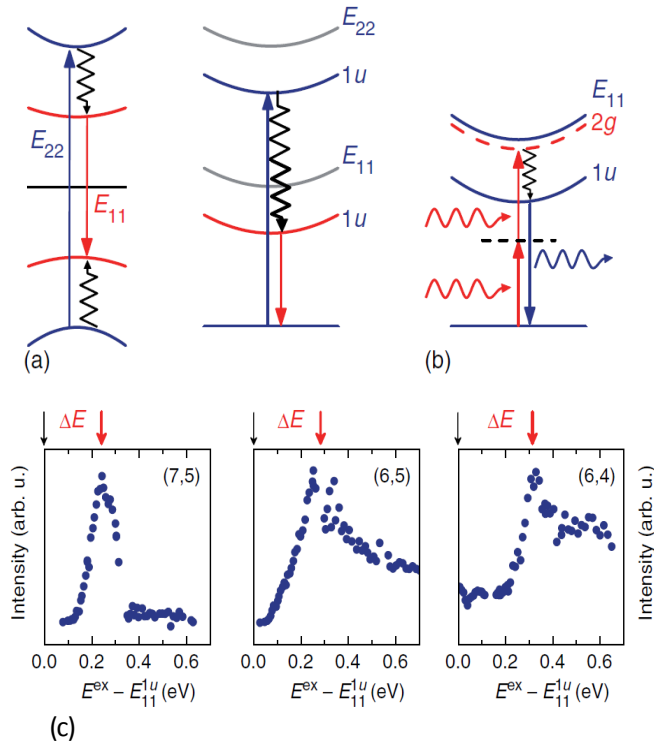 E₂₂
1u
E₂₂
E₁₁
E₁₁
1u
(a)
E₁₁
2g
1u
(b)
ΔE
ΔE
ΔE
(7,5)
(6,5)
(6,4)
Intensity (arb. u.)
Intensity (arb. u.)
0.0 0.2 0.4 0.6
0.0 0.2 0.4 0.6
0.0 0.2 0.4 0.6
Eᵉˣ – E₁₁¹ᵘ (eV)
Eᵉˣ – E₁₁¹ᵘ (eV)
Eᵉˣ – E₁₁¹ᵘ (eV)
(c)